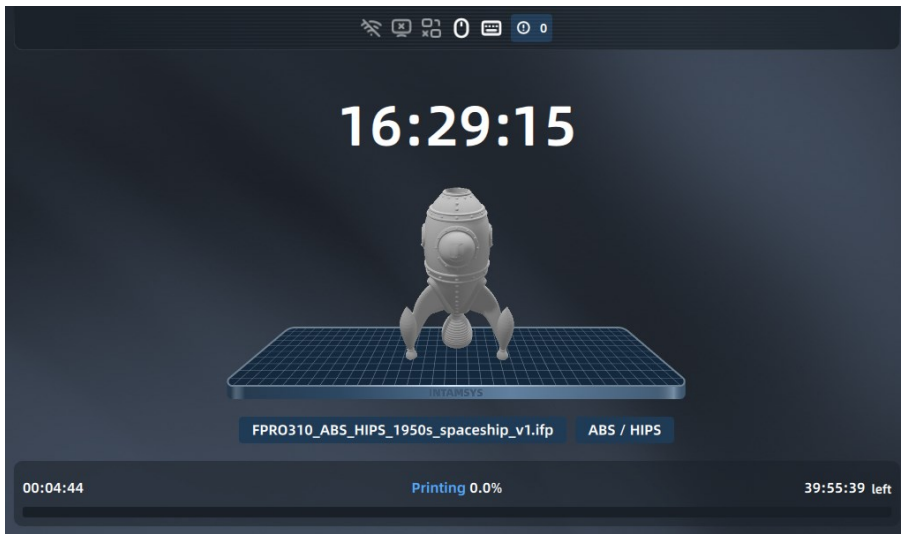 0
16:29:15
INTAMSYS
FPRO310_ABS_HIPS_1950s_spaceship_v1.ifp ABS / HIPS
00:04:44 Printing 0.0% 39:55:39 left